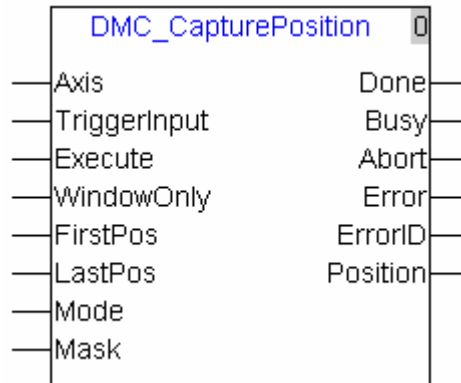 DMC_CapturePosition 0
Axis Done
TriggerInput Busy
Execute Abort
WindowOnly Error
FirstPos ErrorID
LastPos Position
Mode
Mask